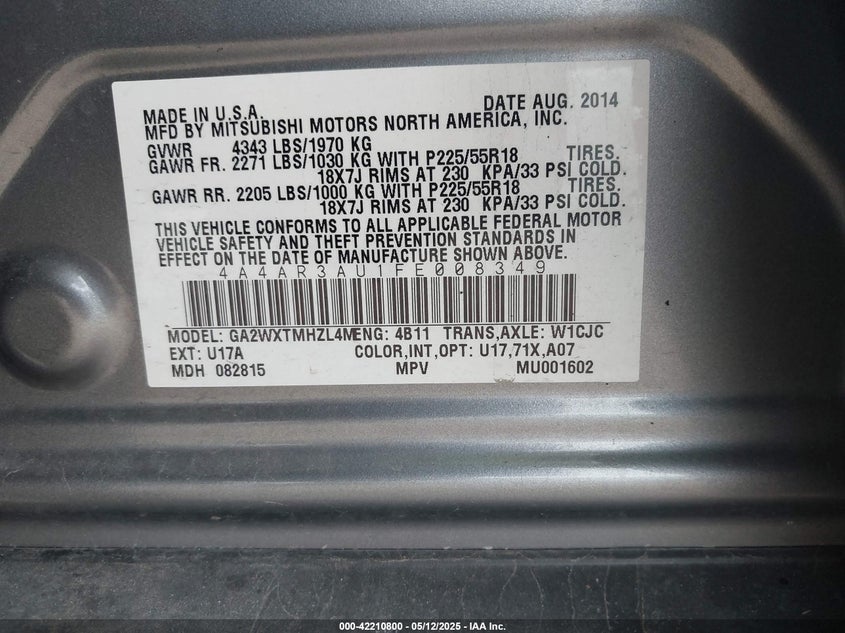 MADE IN U.S.A. DATE AUG. 2014
MFD BY MITSUBISHI MOTORS NORTH AMERICA, INC.
GVWR 4343 LBS/1970 KG
GAWR FR. 2271 LBS/1030 KG WITH P225/55R18 TIRES.
18X7J RIMS AT 230 KPA/33 PSI COLD.
GAWR RR. 2205 LBS/1000 KG WITH P225/55R18 TIRES.
18X7J RIMS AT 230 KPA/33 PSI COLD.
THIS VEHICLE CONFORMS TO ALL APPLICABLE FEDERAL MOTOR
VEHICLE SAFETY AND THEFT PREVENTION STANDARDS IN
EFFECT ON THE DATE OF MANUFACTURE SHOWN ABOVE.
4A4AR3AU1FE008349
MODEL: GA2WXTMHZL4M ENG: 4B11 TRANS,AXLE: W1CJC
EXT: U17A COLOR,INT,OPT: U17,71X,A07
MDH 082815 MPV MU001602
000-42210800 - 05/12/2025 - IAA Inc.